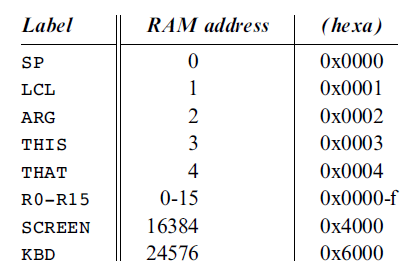 Label RAM address (hexa)
SP 0 0x0000
LCL 1 0x0001
ARG 2 0x0002
THIS 3 0x0003
THAT 4 0x0004
R0-R15 0-15 0x0000-f
SCREEN 16384 0x4000
KBD 24576 0x6000